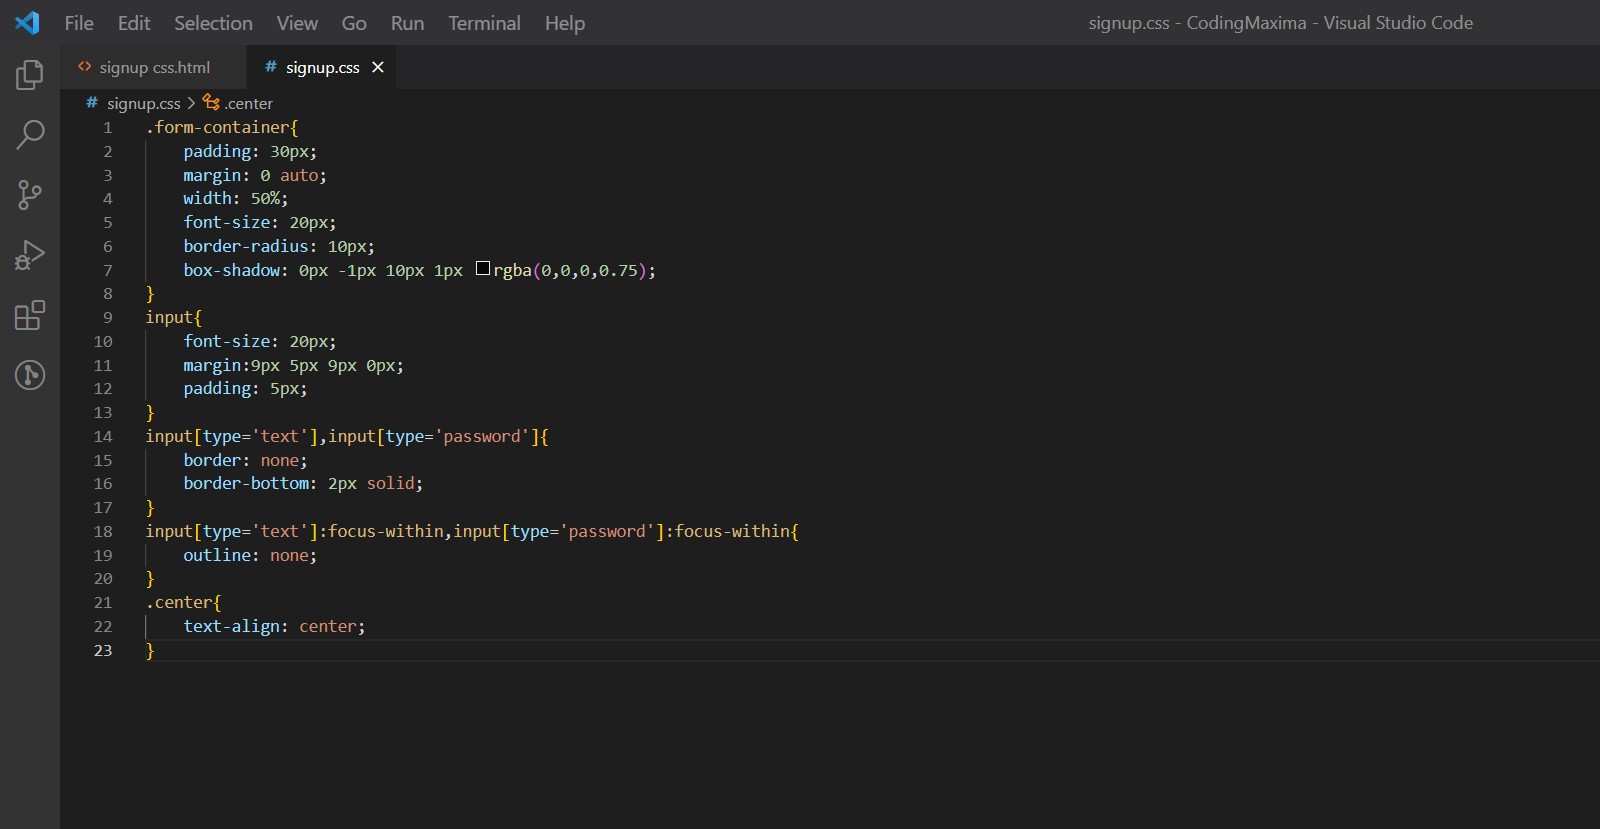 File Edit Selection View Go Run Terminal Help signup.css - CodingMaxima - Visual Studio Code
<> signup css.html # signup.css ×
# signup.css > .center
1 .form-container{
2     padding: 30px;
3     margin: 0 auto;
4     width: 50%;
5     font-size: 20px;
6     border-radius: 10px;
7     box-shadow: 0px -1px 10px 1px rgba(0,0,0,0.75);
8 }
9 input{
10     font-size: 20px;
11     margin:9px 5px 9px 0px;
12     padding: 5px;
13 }
14 input[type='text'],input[type='password']{
15     border: none;
16     border-bottom: 2px solid;
17 }
18 input[type='text']:focus-within,input[type='password']:focus-within{
19     outline: none;
20 }
21 .center{
22     text-align: center;
23 }